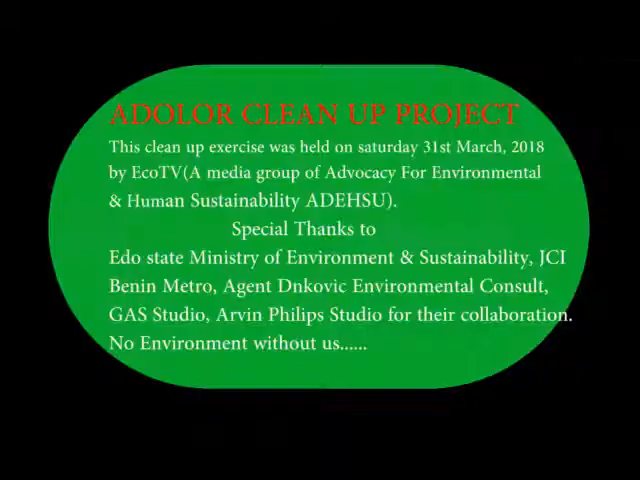 ADOLOR CLEAN UP PROJECT
This clean up exercise was held on saturday 31st March, 2018
by EcoTV(A media group of Advocacy For Environmental
& Human Sustainability ADEHSU).
Special Thanks to
Edo state Ministry of Environment & Sustainability, JCI
Benin Metro, Agent Dnkovic Environmental Consult,
GAS Studio, Arvin Philips Studio for their collaboration.
No Environment without us......